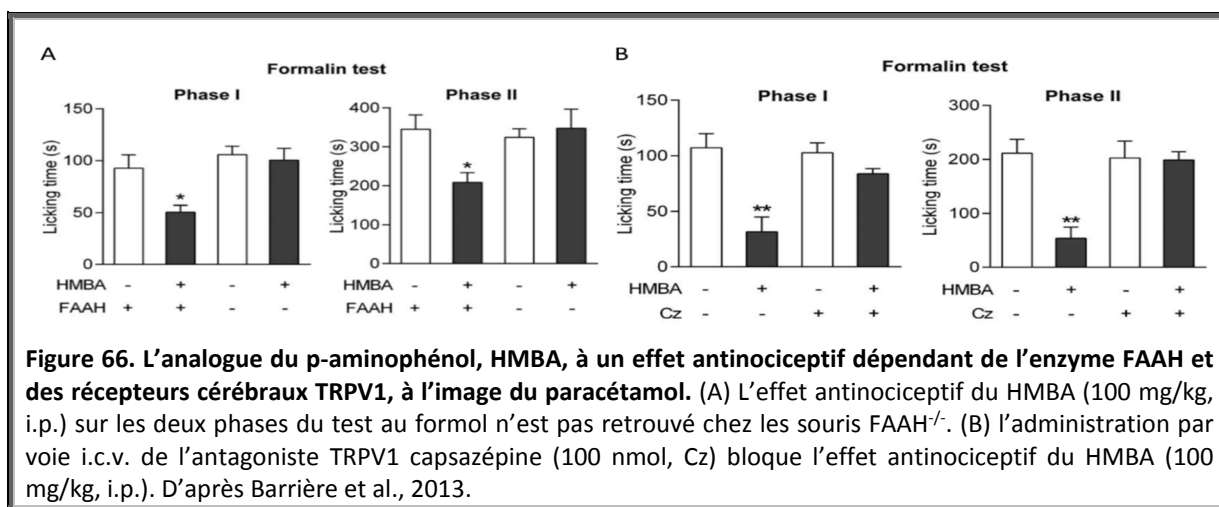 A
Formalin test
Phase I
Phase II
Licking time (s)
150
100
50
0
Licking time (s)
400
300
200
100
0
*
*
HMBA - + - +
FAAH + + - -
HMBA - + - +
FAAH + + - -
B
Formalin test
Phase I
Phase II
Licking time (s)
150
100
50
0
Licking time (s)
300
200
100
0
**
**
HMBA - + - +
Cz - - + +
HMBA - + - +
Cz - - + +
Figure 66. L’analogue du p-aminophénol, HMBA, à un effet antinociceptif dépendant de l’enzyme FAAH et
des récepteurs cérébraux TRPV1, à l’image du paracétamol. (A) L’effet antinociceptif du HMBA (100 mg/kg,
i.p.) sur les deux phases du test au formol n’est pas retrouvé chez les souris FAAH-/-. (B) l’administration par
voie i.c.v. de l’antagoniste TRPV1 capsazépine (100 nmol, Cz) bloque l’effet antinociceptif du HMBA (100
mg/kg, i.p.). D’après Barrière et al., 2013.